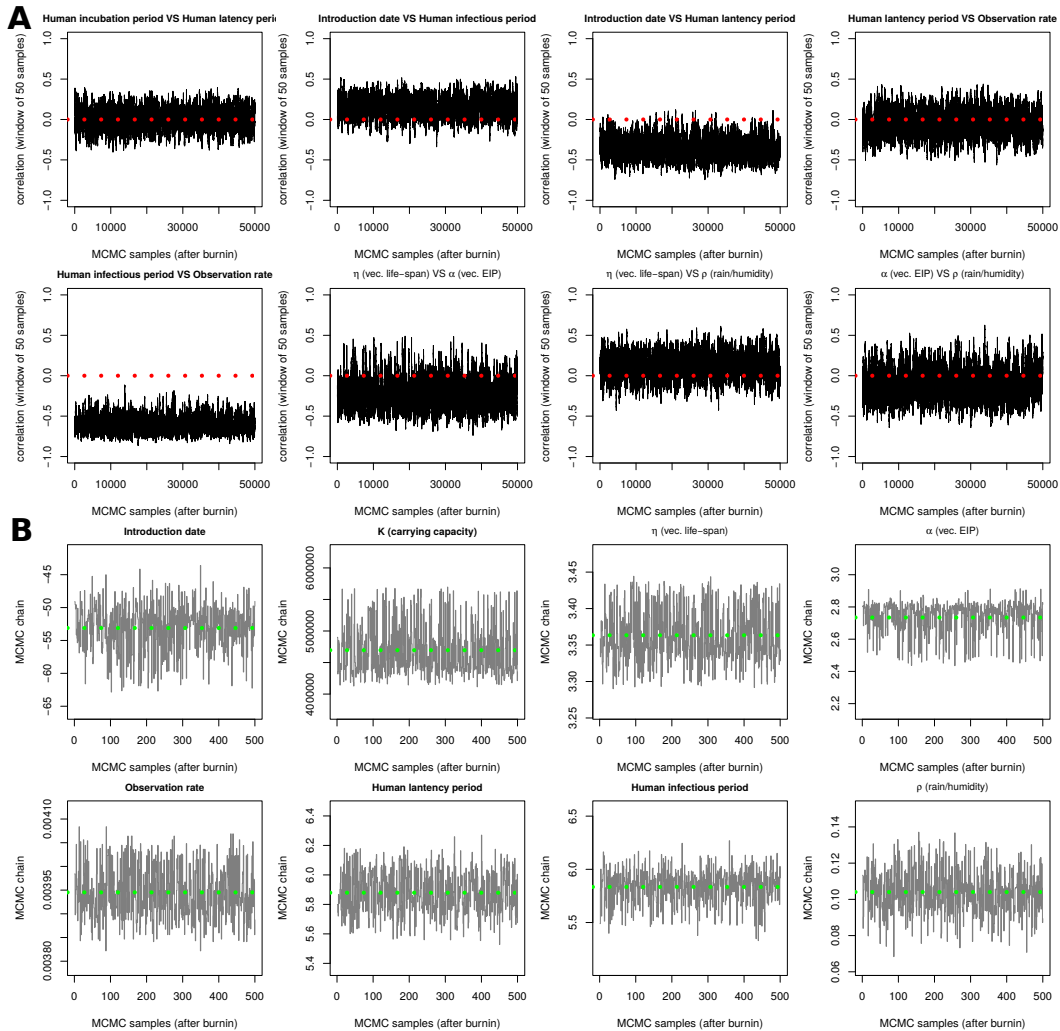 A
Human incubation period VS Human latency peri
Introduction date VS Human infectious period
Introduction date VS Human lantency period
Human lantency period VS Observation rate
correlation (window of 50 samples)
1.0
0.5
0.0
−0.5
−1.0
0 10000 30000 50000
MCMC samples (after burnin)
correlation (window of 50 samples)
1.0
0.5
0.0
−0.5
−1.0
0 10000 30000 50000
MCMC samples (after burnin)
correlation (window of 50 samples)
1.0
0.5
0.0
−0.5
−1.0
0 10000 30000 50000
MCMC samples (after burnin)
correlation (window of 50 samples)
1.0
0.5
0.0
−0.5
−1.0
0 10000 30000 50000
MCMC samples (after burnin)
Human infectious period VS Observation rate
η (vec. life−span) VS α (vec. EIP)
η (vec. life−span) VS ρ (rain/humidity)
α (vec. EIP) VS ρ (rain/humidity)
correlation (window of 50 samples)
1.0
0.5
0.0
−0.5
−1.0
0 10000 30000 50000
MCMC samples (after burnin)
correlation (window of 50 samples)
1.0
0.5
0.0
−0.5
−1.0
0 10000 30000 50000
MCMC samples (after burnin)
correlation (window of 50 samples)
1.0
0.5
0.0
−0.5
−1.0
0 10000 30000 50000
MCMC samples (after burnin)
correlation (window of 50 samples)
1.0
0.5
0.0
−0.5
−1.0
0 10000 30000 50000
MCMC samples (after burnin)
B
Introduction date
MCMC chain
−45
−50
−55
−60
−65
0 100 200 300 400 500
MCMC samples (after burnin)
K (carrying capacity)
MCMC chain
6000000
5000000
4000000
0 100 200 300 400 500
MCMC samples (after burnin)
η (vec. life−span)
MCMC chain
3.45
3.40
3.35
3.30
3.25
0 100 200 300 400 500
MCMC samples (after burnin)
α (vec. EIP)
MCMC chain
3.0
2.8
2.6
2.4
2.2
0 100 200 300 400 500
MCMC samples (after burnin)
Observation rate
MCMC chain
0.00410
0.00395
0.00380
0 100 200 300 400 500
MCMC samples (after burnin)
Human lantency period
MCMC chain
6.4
6.2
6.0
5.8
5.6
5.4
0 100 200 300 400 500
MCMC samples (after burnin)
Human infectious period
MCMC chain
6.5
6.0
5.5
0 100 200 300 400 500
MCMC samples (after burnin)
ρ (rain/humidity)
MCMC chain
0.14
0.12
0.10
0.08
0.06
0 100 200 300 400 500
MCMC samples (after burnin)